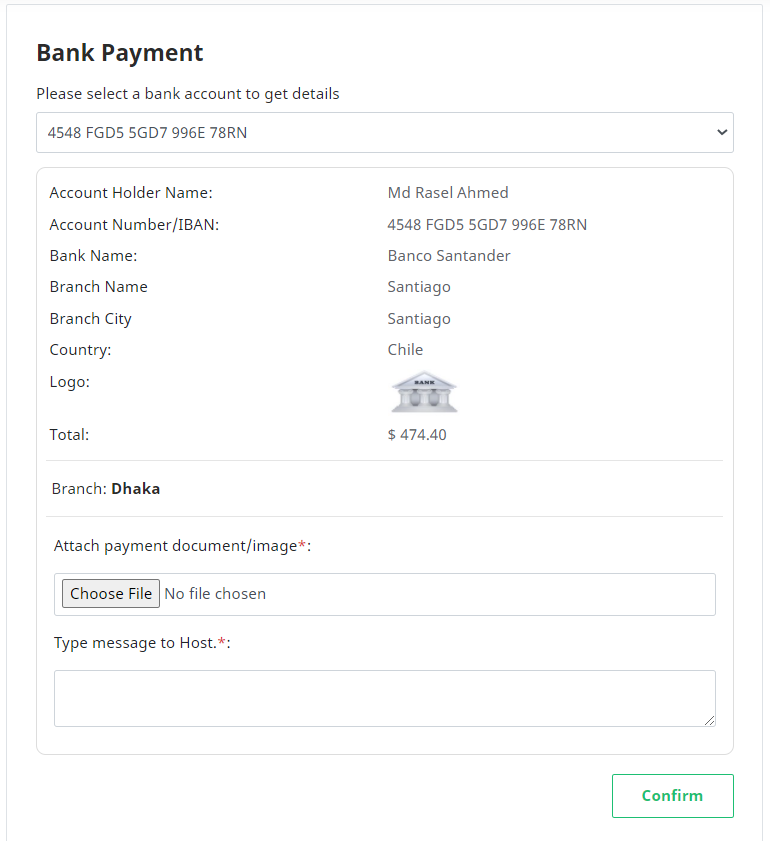 Bank Payment
Please select a bank account to get details
4548 FGD5 5GD7 996E 78RN
Account Holder Name: Md Rasel Ahmed
Account Number/IBAN: 4548 FGD5 5GD7 996E 78RN
Bank Name: Banco Santander
Branch Name Santiago
Branch City Santiago
Country: Chile
Logo: BANK
Total: $ 474.40
Branch: Dhaka
Attach payment document/image*:
Choose File No file chosen
Type message to Host.*:
Confirm